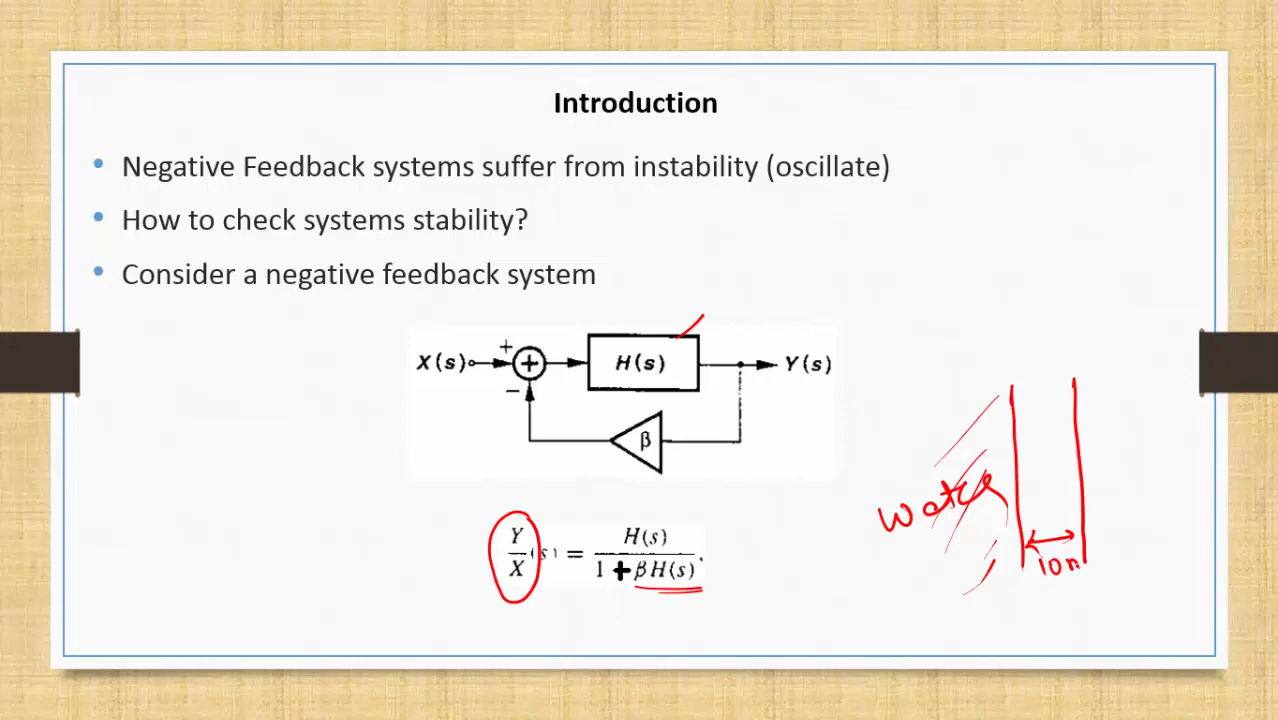 Introduction
• Negative Feedback systems suffer from instability (oscillate)
• How to check systems stability?
• Consider a negative feedback system
X(s) + + H(s) Y(s)
−
β
Y/X (s) = H(s) / 1 + β H(s).
Water
10m